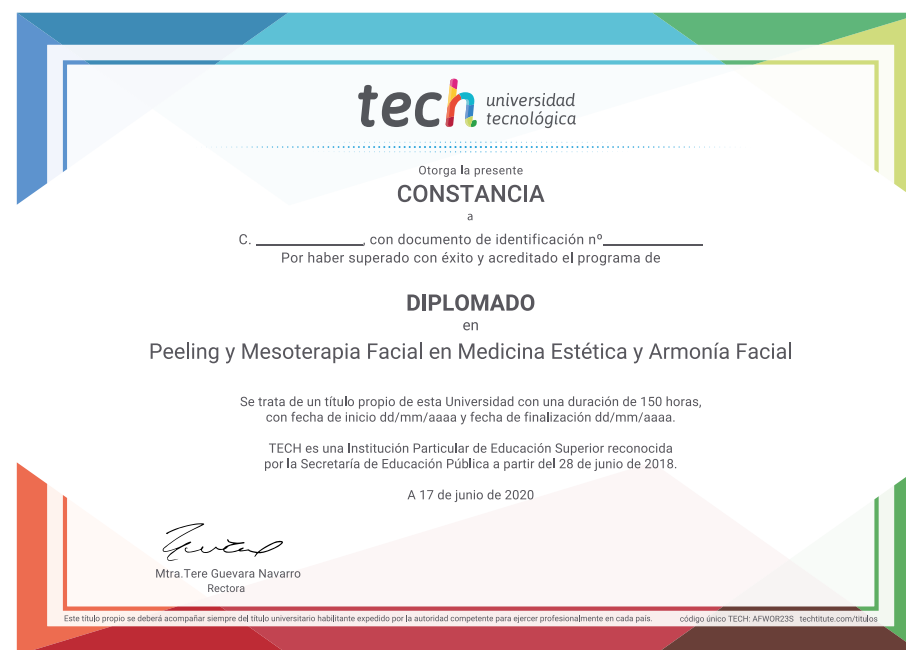 tech universidad
tecnológica
Otorga la presente
CONSTANCIA
a
C. ____________, con documento de identificación nº____________
Por haber superado con éxito y acreditado el programa de
DIPLOMADO
en
Peeling y Mesoterapia Facial en Medicina Estética y Armonía Facial
Se trata de un título propio de esta Universidad con una duración de 150 horas,
con fecha de inicio dd/mm/aaaa y fecha de finalización dd/mm/aaaa.
TECH es una Institución Particular de Educación Superior reconocida
por la Secretaría de Educación Pública a partir del 28 de junio de 2018.
A 17 de junio de 2020
Mtra.Tere Guevara Navarro
Rectora
Este título propio se deberá acompañar siempre del título universitario habilitante expedido por la autoridad competente para ejercer profesionalmente en cada país. código único TECH: AFWOR23S techtitute.com/titulos